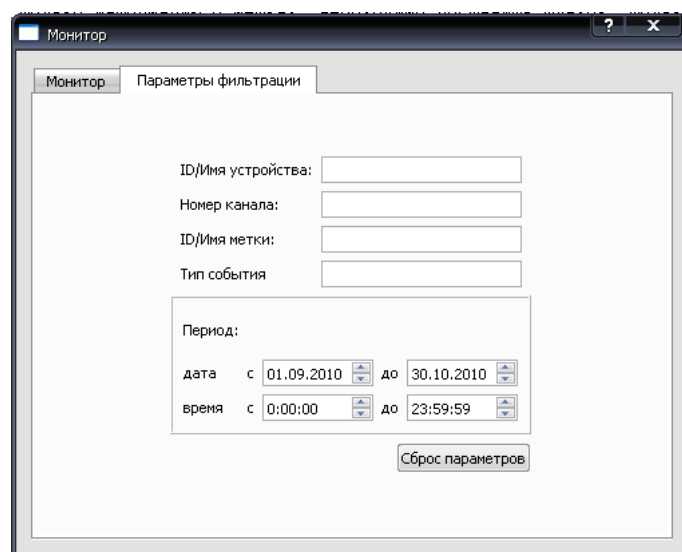 ? x
Монитор
Монитор Параметры фильтрации
ID/Имя устройства:
Номер канала:
ID/Имя метки:
Тип события
Период:
дата с 01.09.2010 до 30.10.2010
время с 0:00:00 до 23:59:59
Сброс параметров